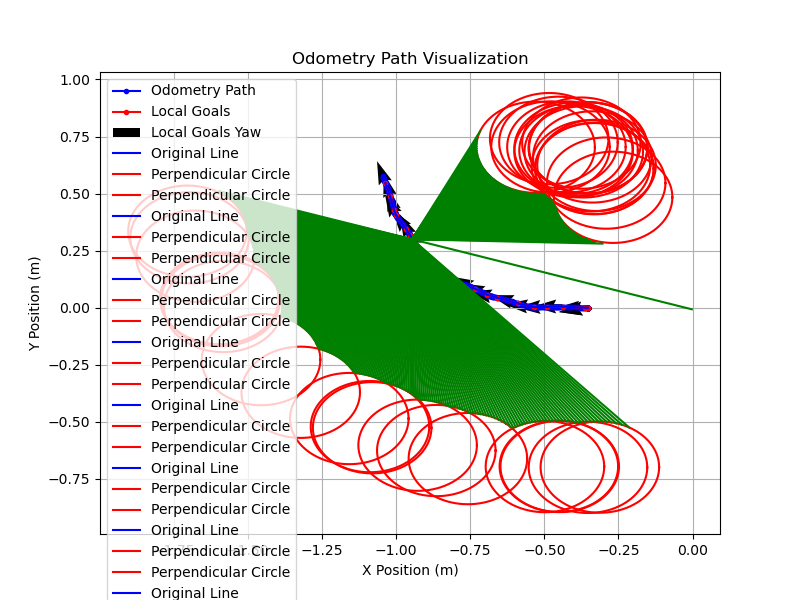 Odometry Path Visualization
Y Position (m)
1.00
0.75
0.50
0.25
0.00
−0.25
−0.50
−0.75
Odometry Path
Local Goals
Local Goals Yaw
Original Line
Perpendicular Circle
Perpendicular Circle
Original Line
Perpendicular Circle
Perpendicular Circle
Original Line
Perpendicular Circle
Perpendicular Circle
Original Line
Perpendicular Circle
Perpendicular Circle
Original Line
Perpendicular Circle
Perpendicular Circle
Original Line
Perpendicular Circle
Perpendicular Circle
Original Line
Perpendicular Circle
Perpendicular Circle
Original Line
−1.25
−1.00
−0.75
−0.50
−0.25
0.00
X Position (m)